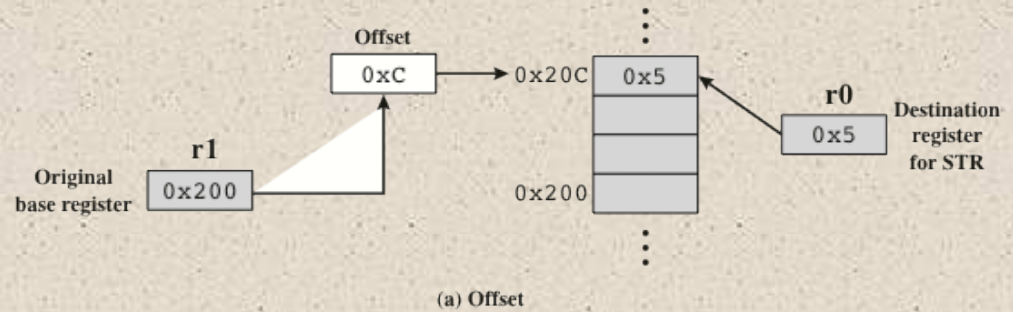 Offset
0xC
0x20C
0x5
r0
0x5
Destination
register
for STR
r1
Original
base register
0x200
0x200
(a) Offset